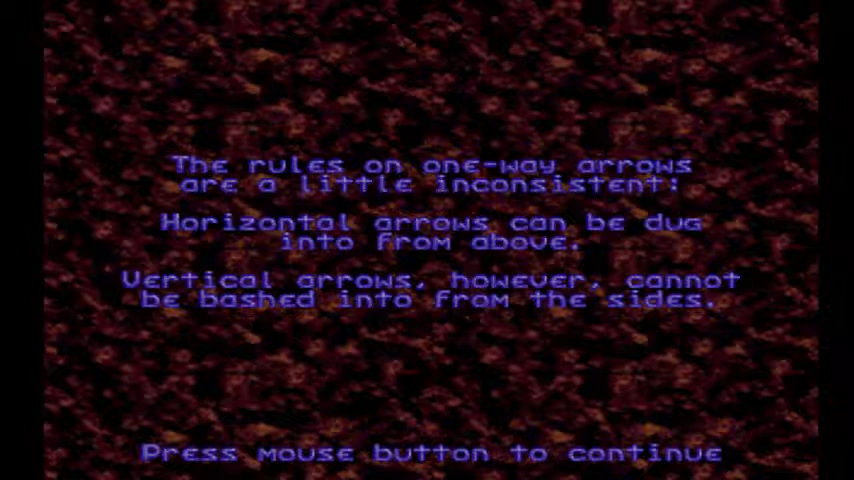 The rules on one-way arrows
are a little inconsistent:
Horizontal arrows can be dug
into from above.
Vertical arrows, however, cannot
be bashed into from the sides.
Press mouse button to continue